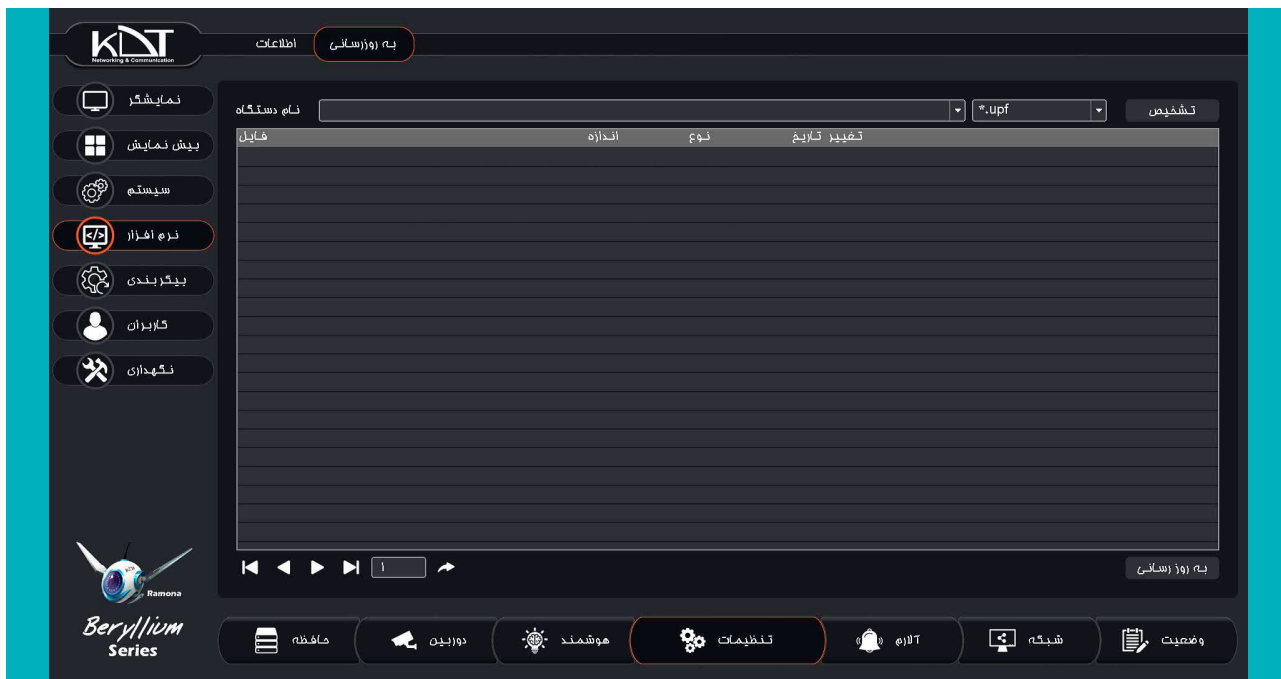 KDT
Networking & Communication
اطلاعات
به روزرسانی
نمایشگر
پیش نمایش
سیستم
نرم افزار
پیکربندی
کاربران
نگهداری
نام دستگاه
*.upf
تشخیص
فایل
اندازه
نوع
تغییر تاریخ
۱
به روز رسانی
Ramona
Beryllium
Series
حافظه
دوربین
هوشمند
تنظیمات
آلارم
شبکه
وضعیت